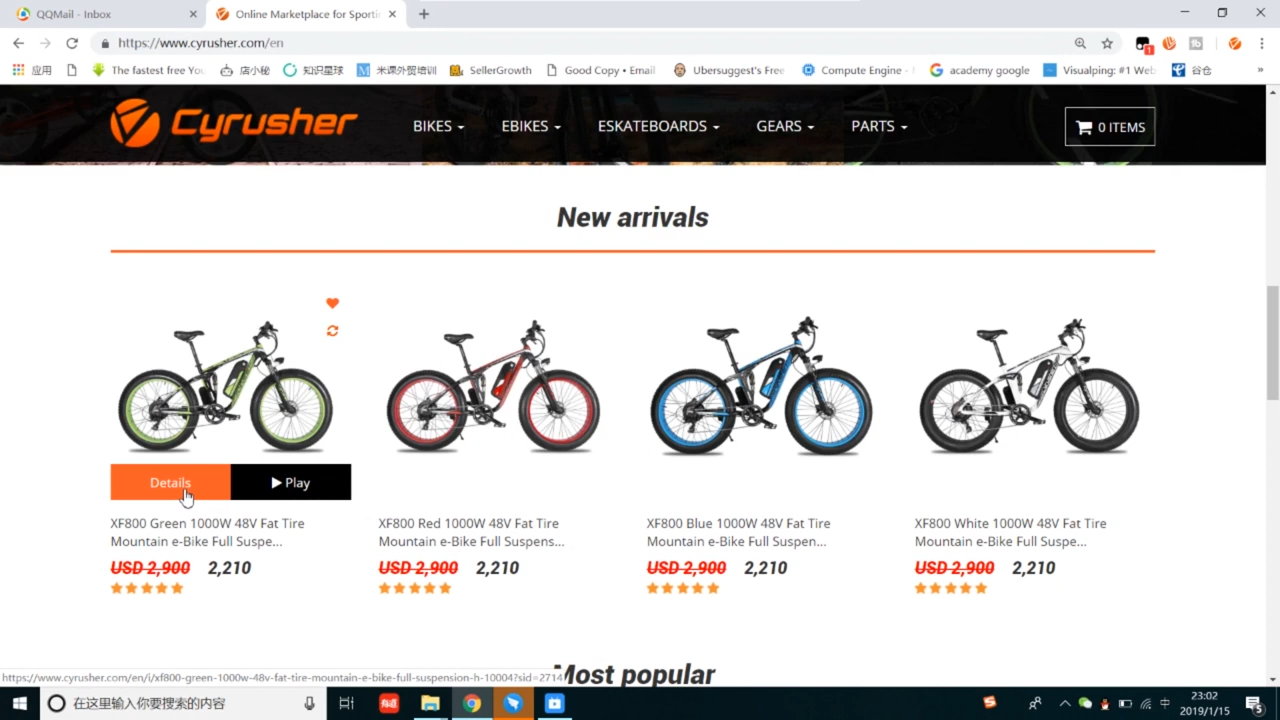 QQMail - Inbox
Online Marketplace for Sporti
https://www.cyrusher.com/en
应用
The fastest free You
店小秘
知识星球
米课外贸培训
SellerGrowth
Good Copy • Email
Ubersuggest's Free
Compute Engine -
academy google
Visualping: #1 Web
谷仓
»
Cyrusher
BIKES
EBIKES
ESKATEBOARDS
GEARS
PARTS
0 ITEMS
New arrivals
Details
Play
XF800 Green 1000W 48V Fat Tire
Mountain e-Bike Full Suspe...
USD 2,900 2,210
XF800 Red 1000W 48V Fat Tire
Mountain e-Bike Full Suspens...
USD 2,900 2,210
XF800 Blue 1000W 48V Fat Tire
Mountain e-Bike Full Suspen...
USD 2,900 2,210
XF800 White 1000W 48V Fat Tire
Mountain e-Bike Full Suspe...
USD 2,900 2,210
Most popular
https://www.cyrusher.com/en/i/xf800-green-1000w-48v-fat-tire-mountain-e-bike-full-suspension-h-10004?sid=2714
在这里输入你要搜索的内容
中
23:02
2019/1/15
5